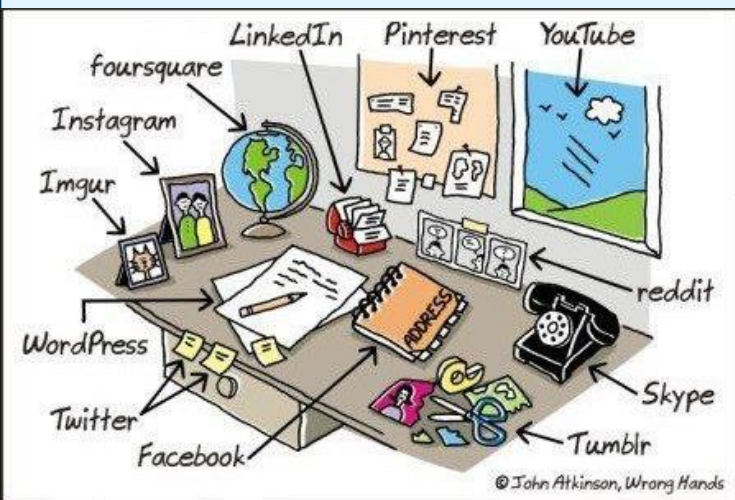 LinkedIn
Pinterest
YouTube
foursquare
Instagram
Imgur
reddit
ADDRESS
WordPress
Skype
Twitter
Tumblr
Facebook
© John Atkinson, Wrong Hands